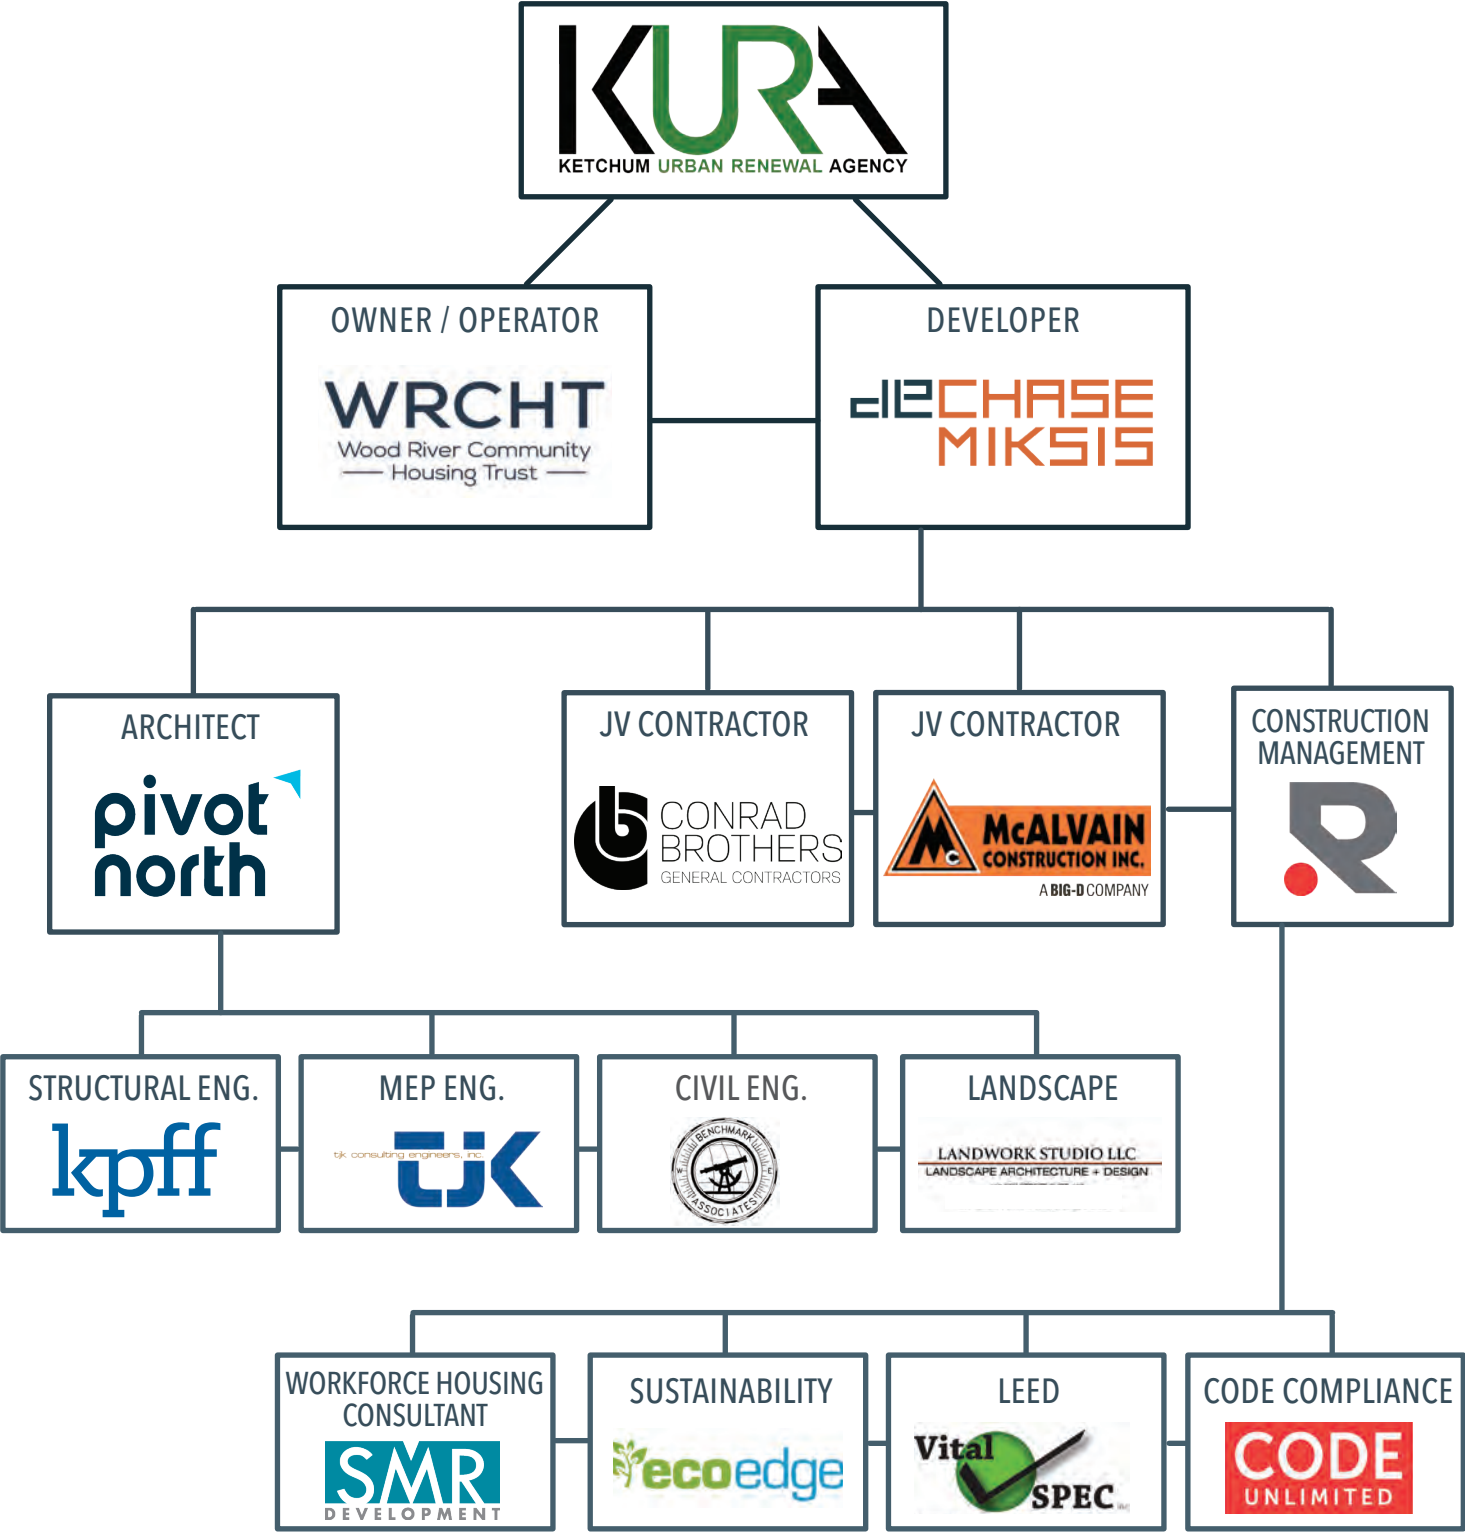 KURA
KETCHUM URBAN RENEWAL AGENCY
OWNER / OPERATOR
WRCHT
Wood River Community
Housing Trust
DEVELOPER
deCHASE
MIKSIS
ARCHITECT
pivot
north
JV CONTRACTOR
b
CONRAD
BROTHERS
GENERAL CONTRACTORS
JV CONTRACTOR
Mc
McALVAIN
CONSTRUCTION INC.
A BIG-D COMPANY
CONSTRUCTION
MANAGEMENT
R
STRUCTURAL ENG.
kpff
MEP ENG.
tjk consulting engineers, inc.
TJK
CIVIL ENG.
BENCHMARK
W E
ASSOCIATES
LANDSCAPE
LANDWORK STUDIO LLC
LANDSCAPE ARCHITECTURE + DESIGN
WORKFORCE HOUSING
CONSULTANT
SMR
DEVELOPMENT
SUSTAINABILITY
ecoedge
LEED
Vital
SPEC
CODE COMPLIANCE
CODE
UNLIMITED